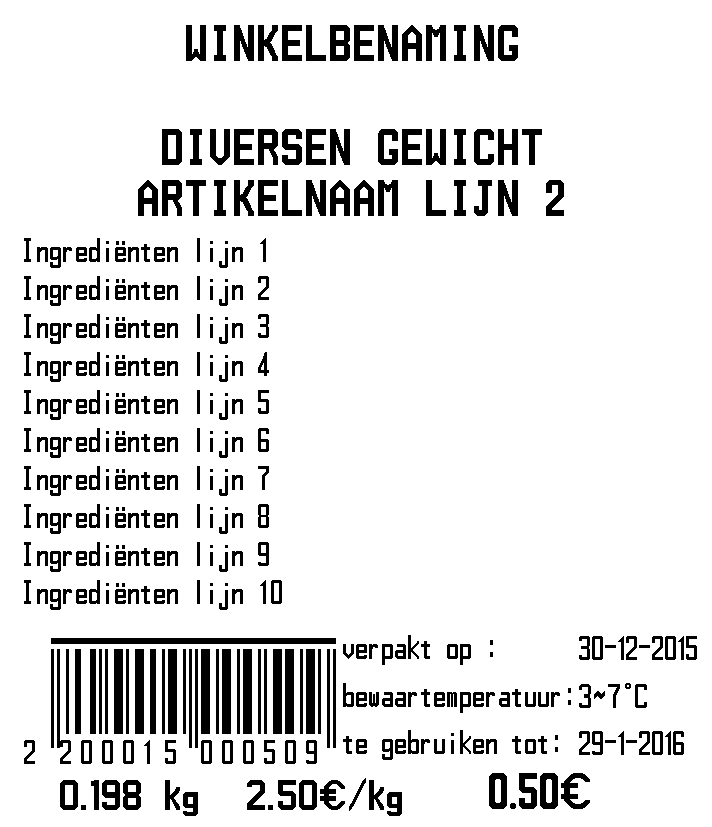 WINKELBENAMING
DIVERSEN GEWICHT
ARTIKELNAAM LIJN 2
Ingrediënten lijn 1
Ingrediënten lijn 2
Ingrediënten lijn 3
Ingrediënten lijn 4
Ingrediënten lijn 5
Ingrediënten lijn 6
Ingrediënten lijn 7
Ingrediënten lijn 8
Ingrediënten lijn 9
Ingrediënten lijn 10
verpakt op : 30-12-2015
bewaartemperatuur:3~7°C
te gebruiken tot: 29-1-2016
2 200015 000509
0.198 kg 2.50€/kg 0.50€